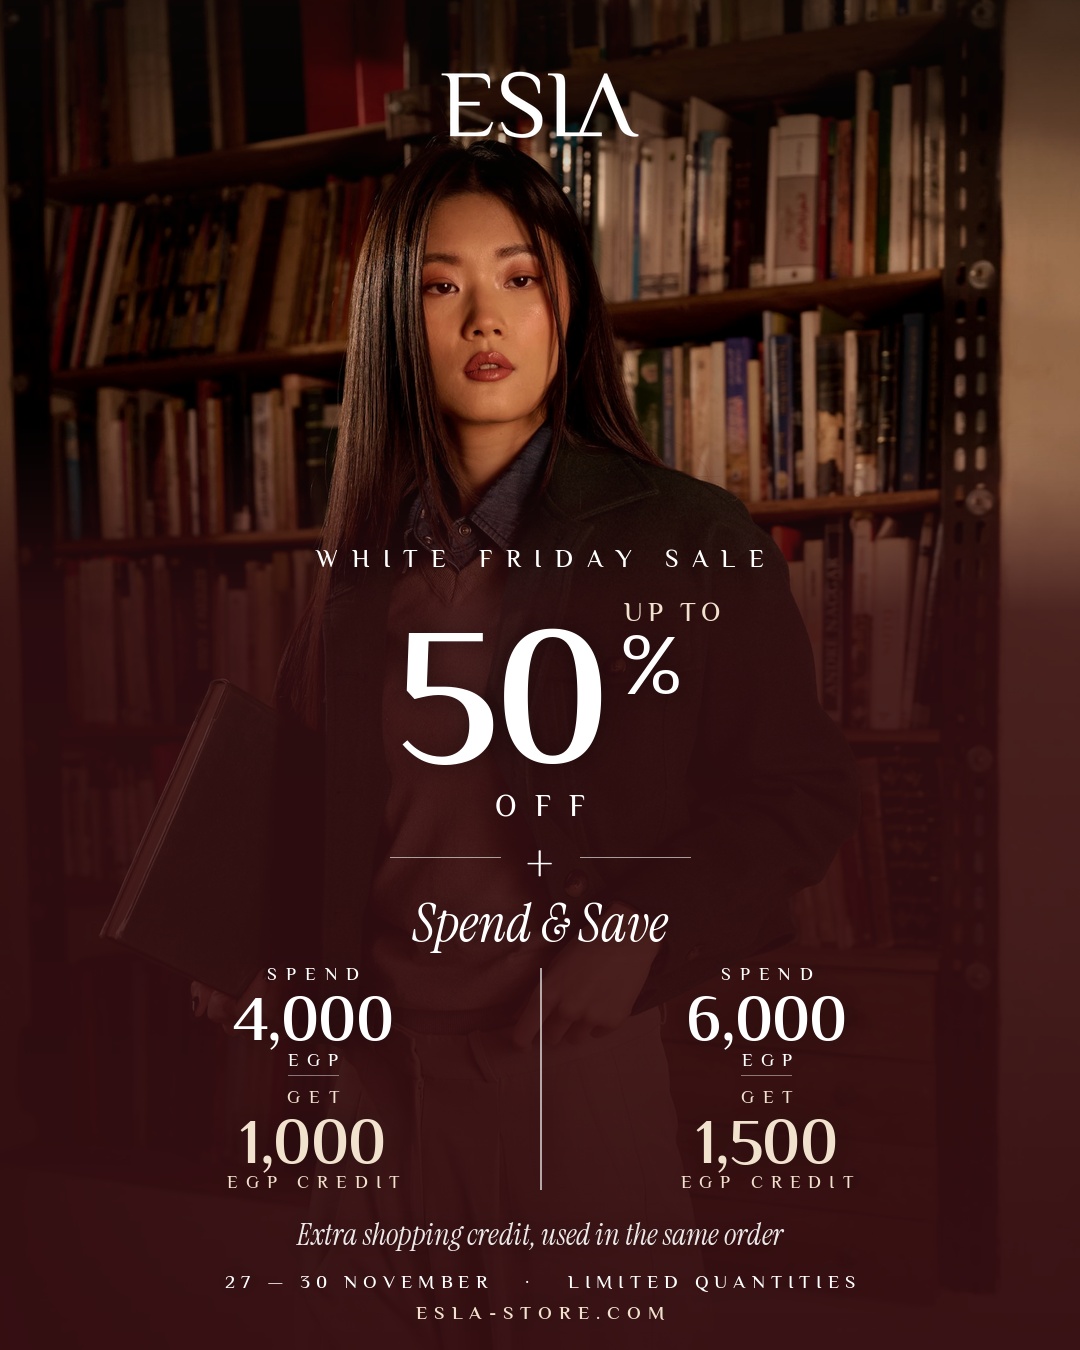 ESLA
WHITE FRIDAY SALE
UP TO
50%
OFF
+
Spend & Save
SPEND
4,000
EGP
GET
1,000
EGP CREDIT
SPEND
6,000
EGP
GET
1,500
EGP CREDIT
Extra shopping credit, used in the same order
27 — 30 NOVEMBER · LIMITED QUANTITIES
ESLA-STORE.COM